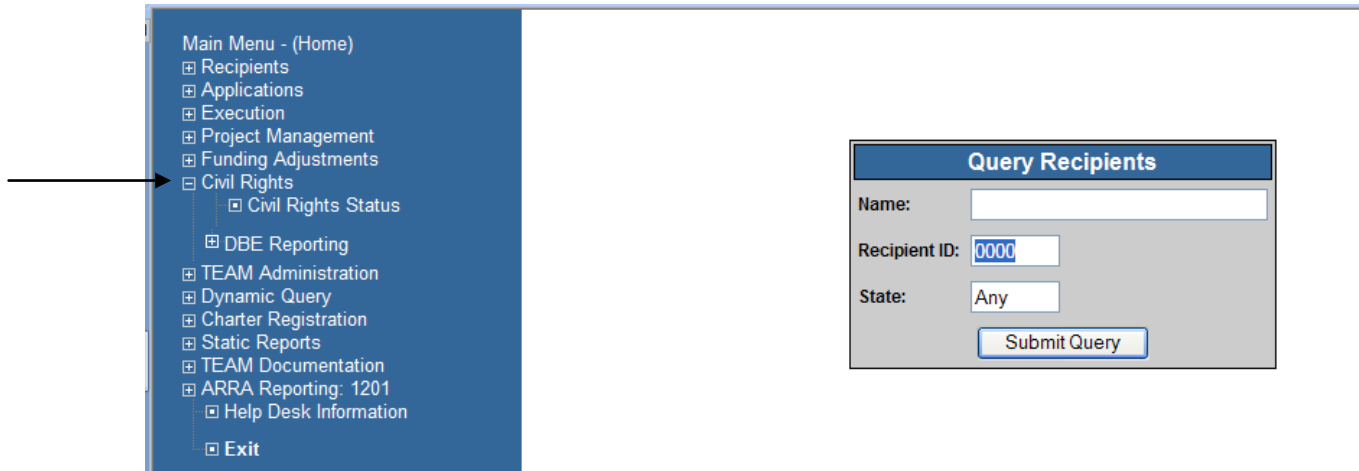 Main Menu - (Home)
Recipients
Applications
Execution
Project Management
Funding Adjustments
Civil Rights
Civil Rights Status
DBE Reporting
TEAM Administration
Dynamic Query
Charter Registration
Static Reports
TEAM Documentation
ARRA Reporting: 1201
Help Desk Information
Exit
Query Recipients
Name:
Recipient ID: 0000
State: Any
Submit Query